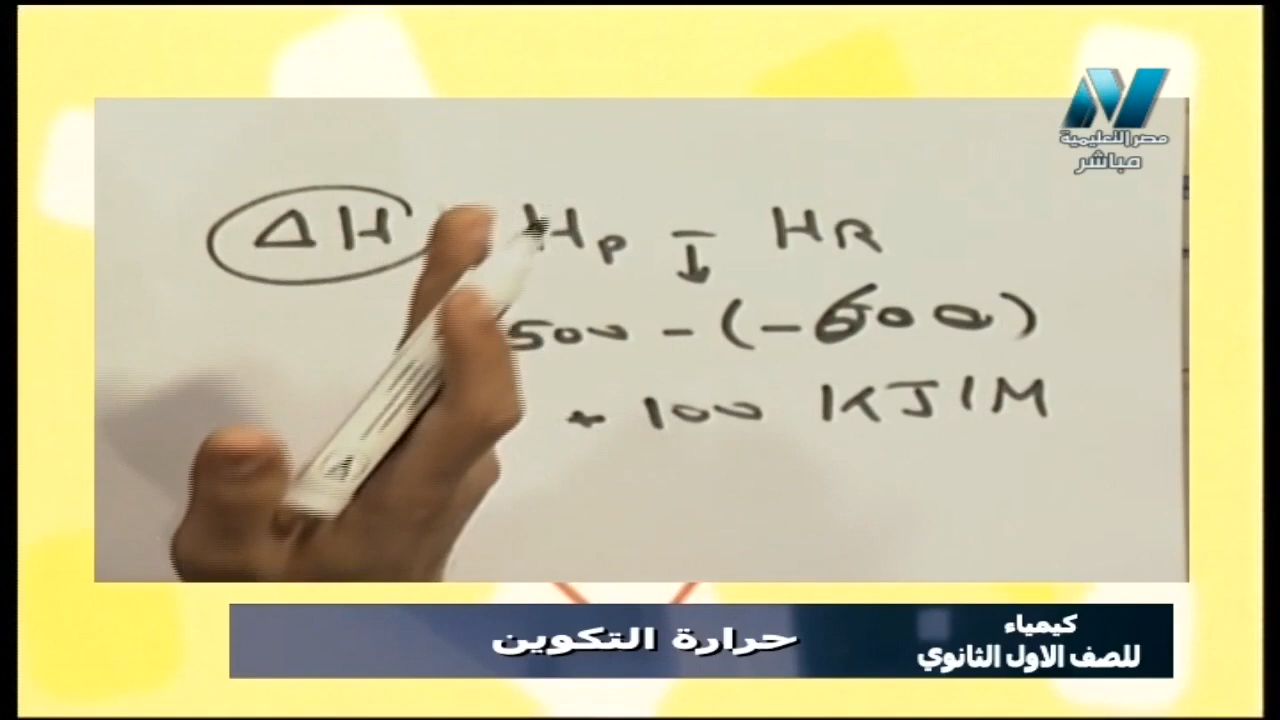 مصر التعليمية
مباشر
ΔH Hp - HR
500 - (-600)
+ 100 KJ/M
كيمياء
للصف الاول الثانوي
حرارة التكوين